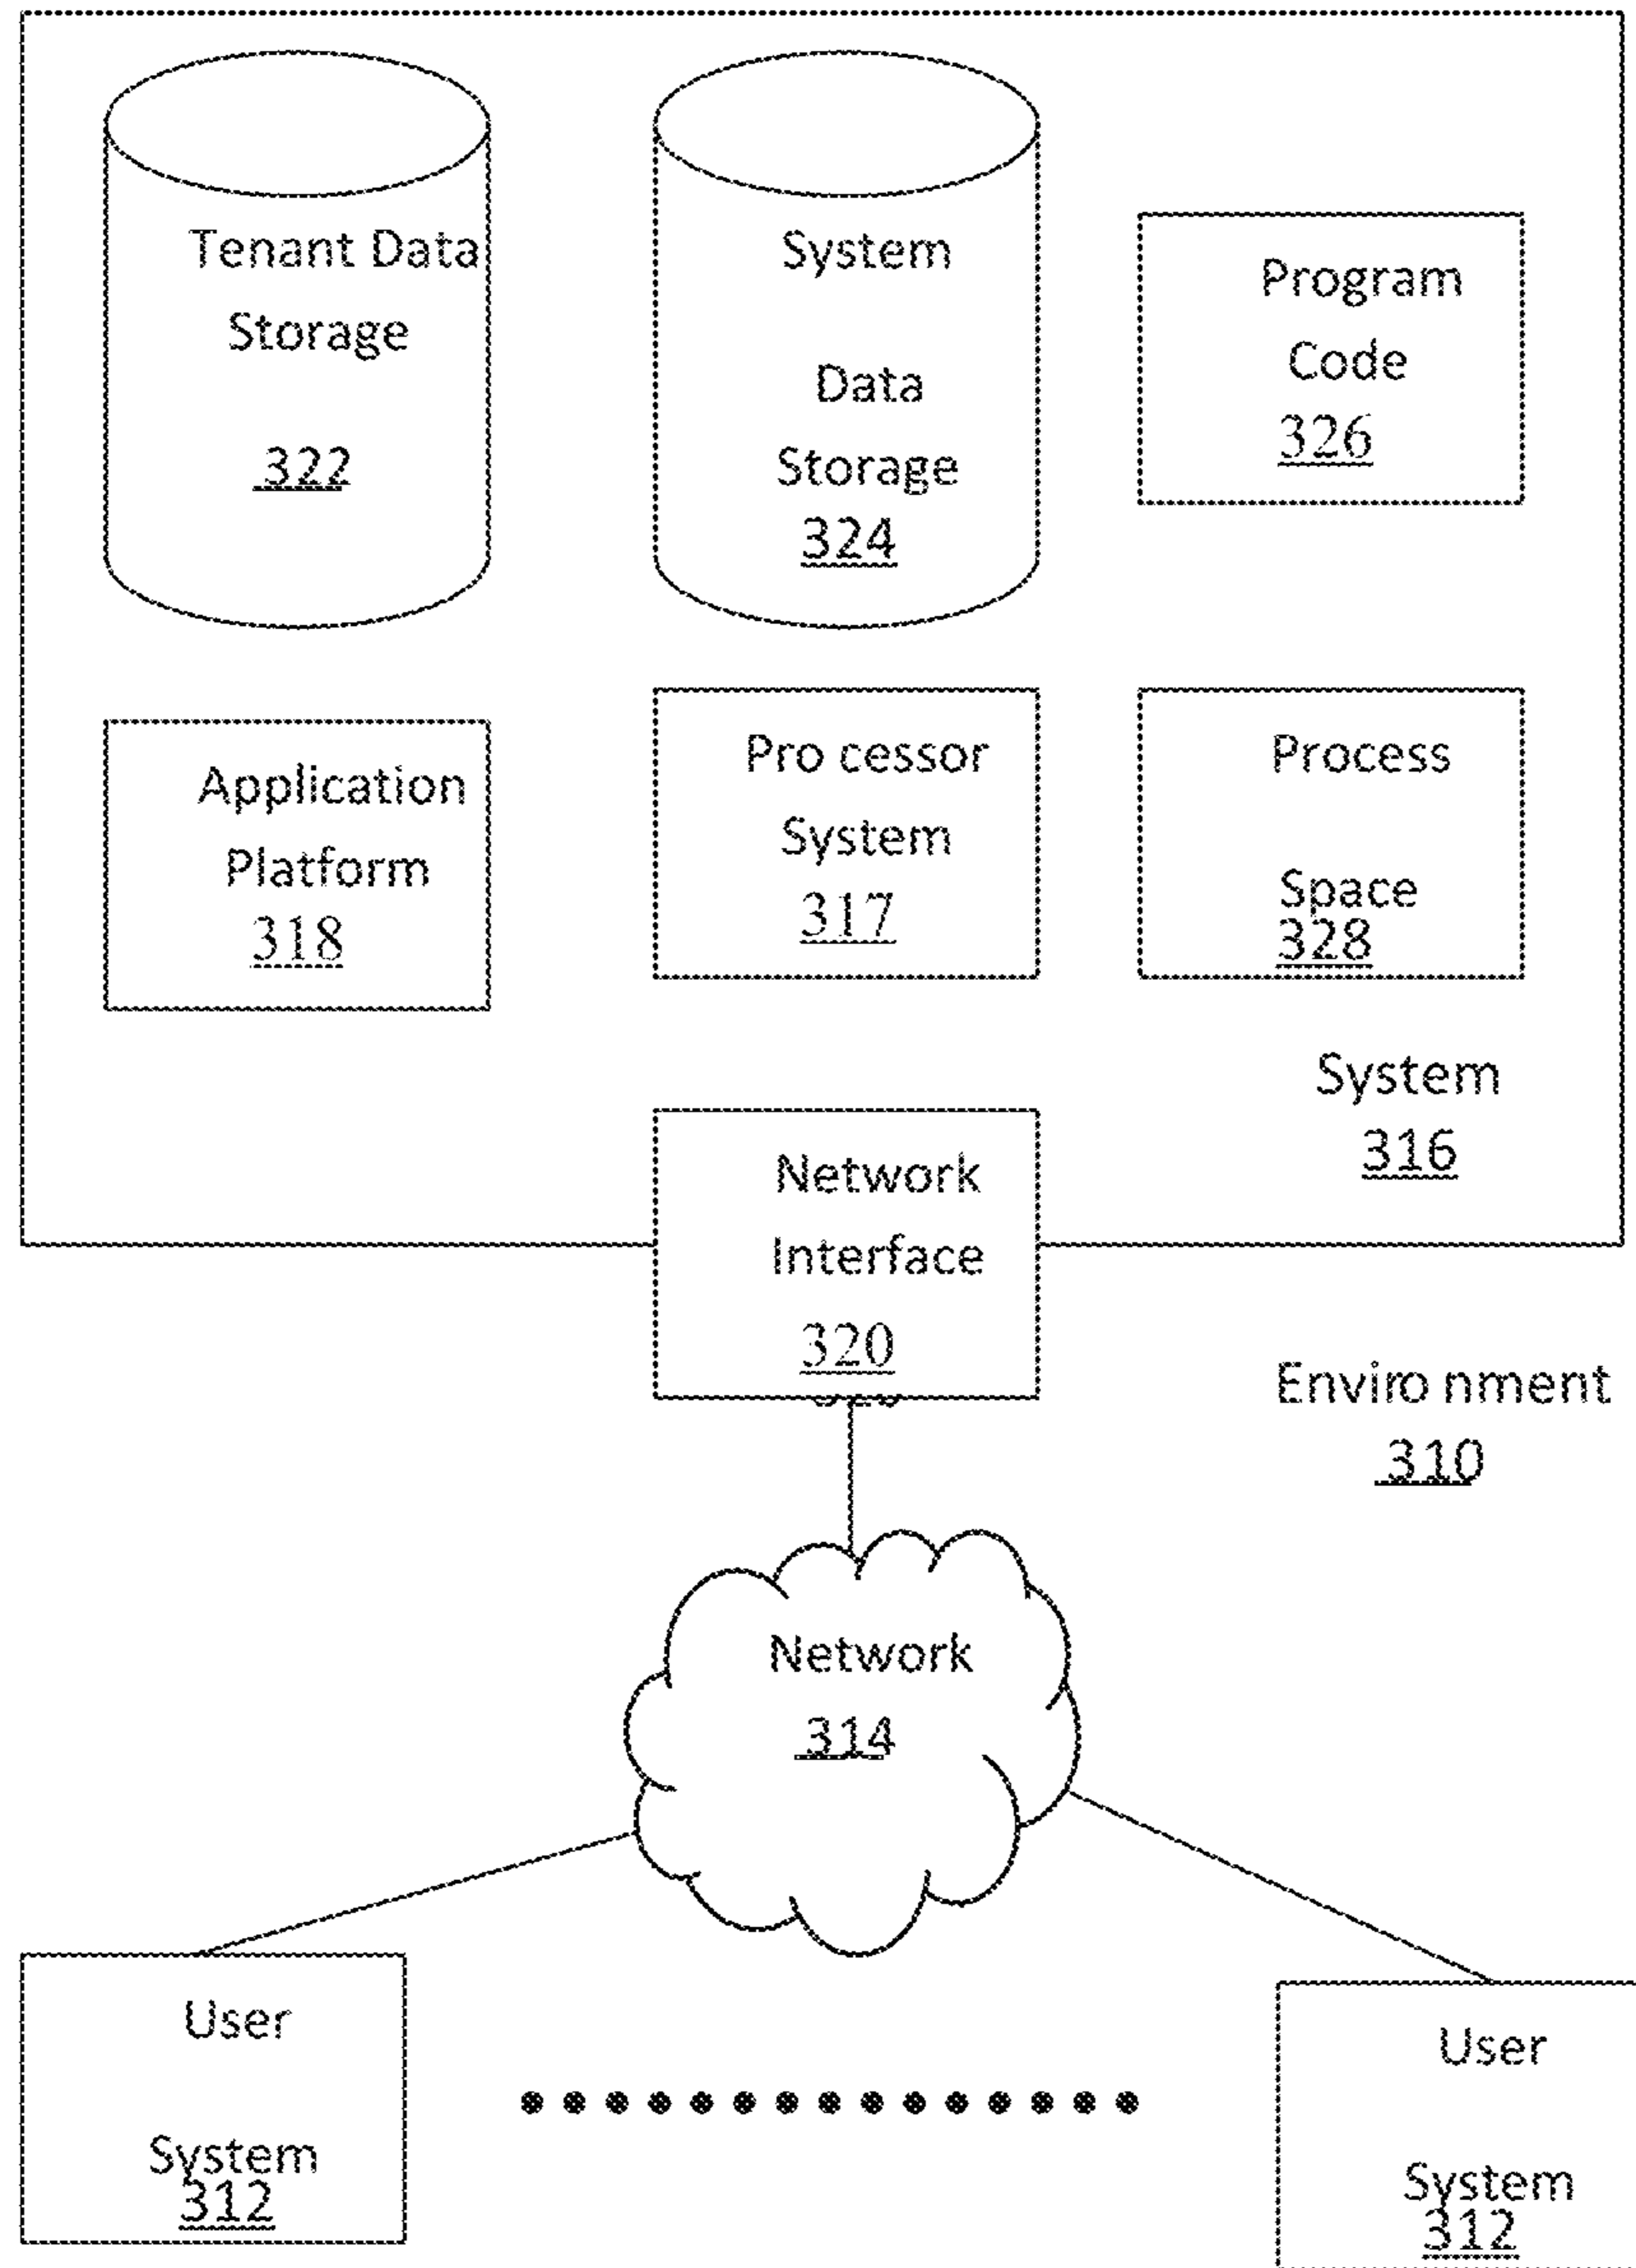 Tenant Data
Storage
322
System
Data
Storage
324
Program
Code
326
Application
Platform
318
Pro cessor
System
317
Process
Space
328
System
316
Network
Interface
320
Enviro nment
310
Network
314
User
System
312
User
System
312